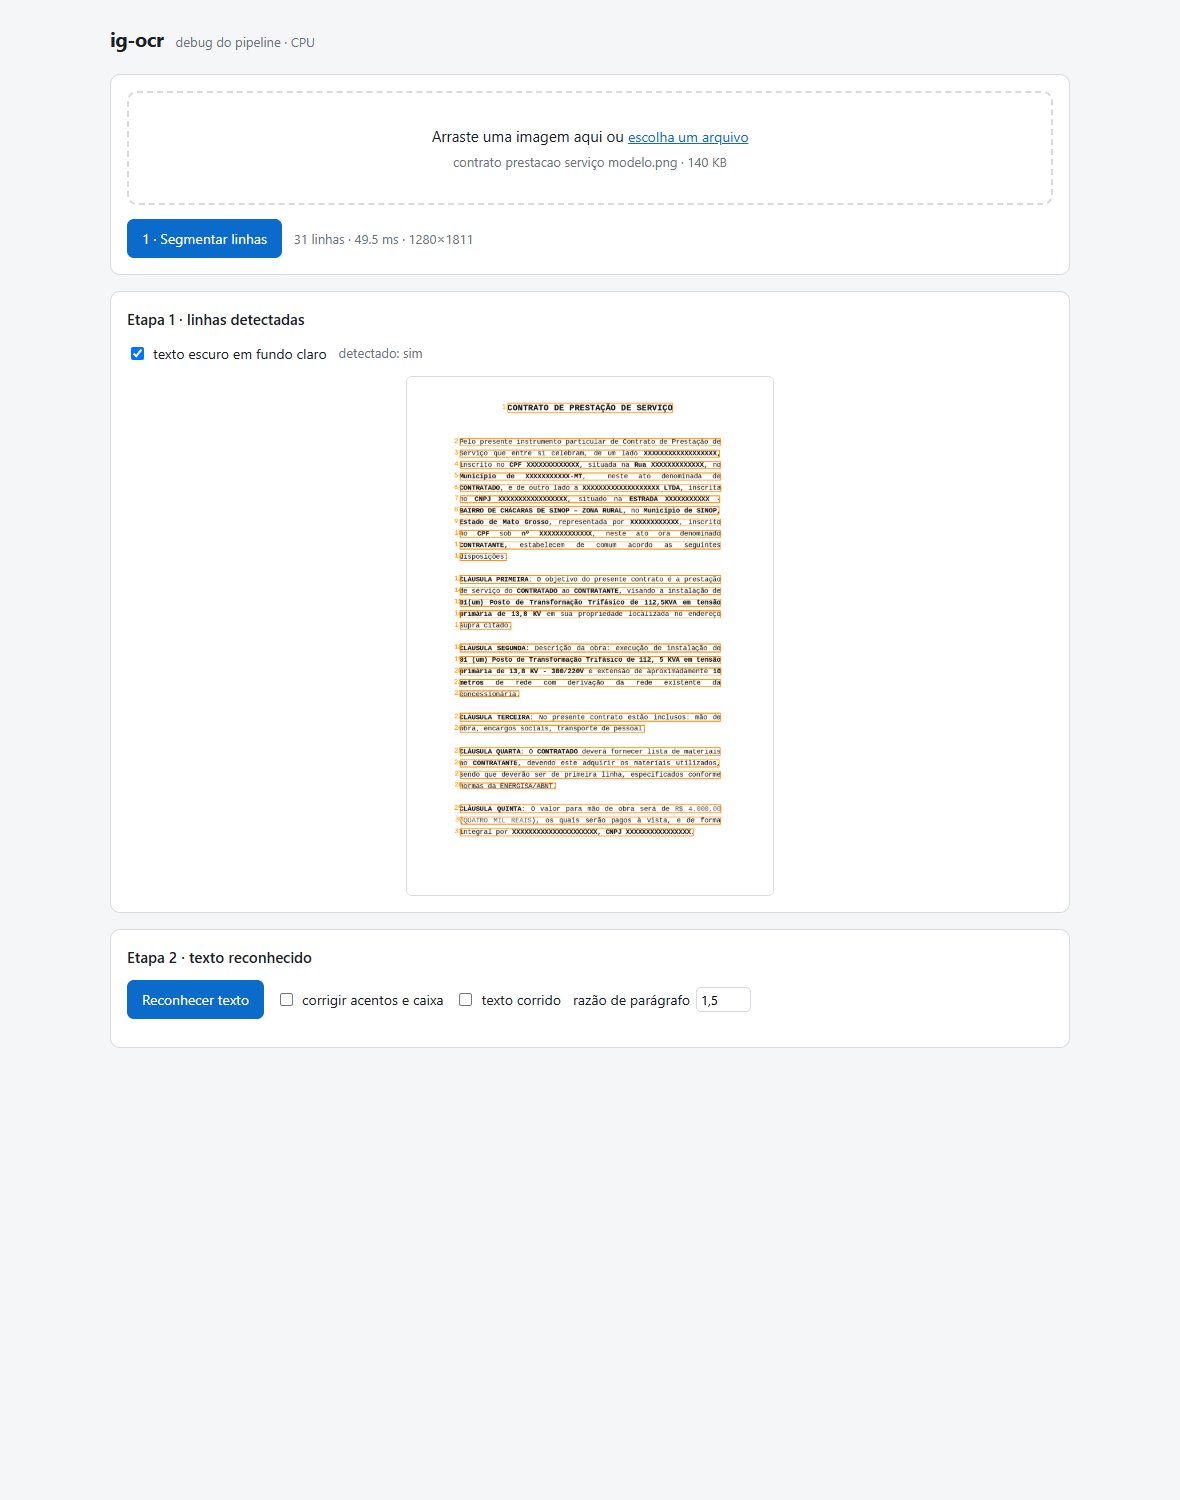 ig-ocr debug do pipeline · CPU
Arraste uma imagem aqui ou escolha um arquivo
contrato prestacao serviço modelo.png · 140 KB
1 · Segmentar linhas 31 linhas · 49.5 ms · 1280×1811
Etapa 1 · linhas detectadas
texto escuro em fundo claro detectado: sim
CONTRATO DE PRESTAÇÃO DE SERVIÇO
Pelo presente instrumento particular de Contrato de Prestação de
Serviço que entre si celebram, de um lado XXXXXXXXXXXXXXXXXX,
inscrito no CPF XXXXXXXXXXXXX, situada na Rua XXXXXXXXXXXXX, no
Município de XXXXXXXXXXX-MT, neste ato denominada de
CONTRATADO, e de outro lado a XXXXXXXXXXXXXXXXXXX LTDA, inscrita
no CNPJ XXXXXXXXXXXXXXXXX, situado na ESTRADA XXXXXXXXXXX -
BAIRRO DE CHÁCARAS DE SINOP – ZONA RURAL, no Município de SINOP,
Estado de Mato Grosso, representada por XXXXXXXXXXXX, inscrito
no CPF sob nº XXXXXXXXXXXXX, neste ato ora denominado
CONTRATANTE, estabelecem de comum acordo as seguintes
disposições
CLÁUSULA PRIMEIRA: O objetivo do presente contrato é a prestação
de serviço do CONTRATADO ao CONTRATANTE, visando a instalação de
01(um) Posto de Transformação Trifásico de 112,5KVA em tensão
primária de 13,8 KV em sua propriedade localizada no endereço
supra citado.
CLÁUSULA SEGUNDA: Descrição da obra: execução de instalação de
01 (um) Posto de Transformação Trifásico de 112, 5 KVA em tensão
primária de 13,8 KV - 380/220V e extensão de aproximadamente 10
metros de rede com derivação da rede existente da
concessionária
CLÁUSULA TERCEIRA: No presente contrato estão inclusos: mão de
obra, encargos sociais, transporte de pessoal
CLÁUSULA QUARTA: O CONTRATADO deverá fornecer lista de materiais
ao CONTRATANTE, devendo este adquirir os materiais utilizados,
sendo que deverão ser de primeira linha, especificados conforme
normas da ENERGISA/ABNT.
CLÁUSULA QUINTA: O valor para mão de obra será de R$ 4.000,00
(QUATRO MIL REAIS), os quais serão pagos à vista, e de forma
integral por XXXXXXXXXXXXXXXXXXXXX, CNPJ XXXXXXXXXXXXXXXX.
Etapa 2 · texto reconhecido
Reconhecer texto corrigir acentos e caixa texto corrido razão de parágrafo 1,5